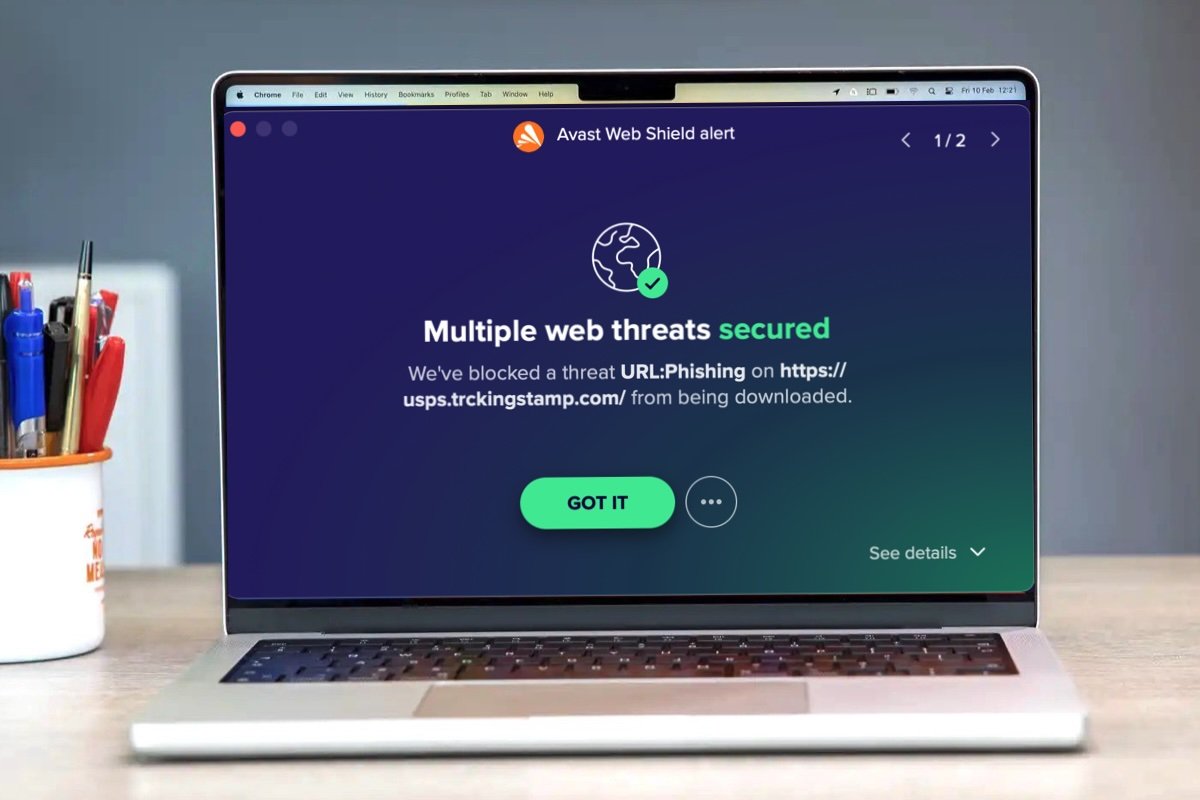 Chrome File Edit View History Bookmarks Profiles Tab Window Help
Fri 10 Feb 12:21
Avast Web Shield alert
1/2
Multiple web threats secured
We've blocked a threat URL:Phishing on https://
usps.trckingstamp.com/ from being downloaded.
GOT IT
See details